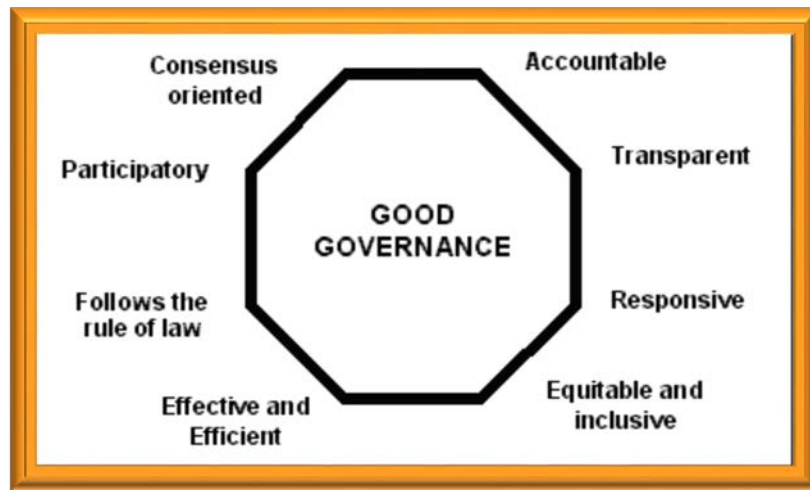 Consensus
oriented
Accountable
Participatory
Transparent
GOOD
GOVERNANCE
Follows the
rule of law
Responsive
Effective and
Efficient
Equitable and
inclusive